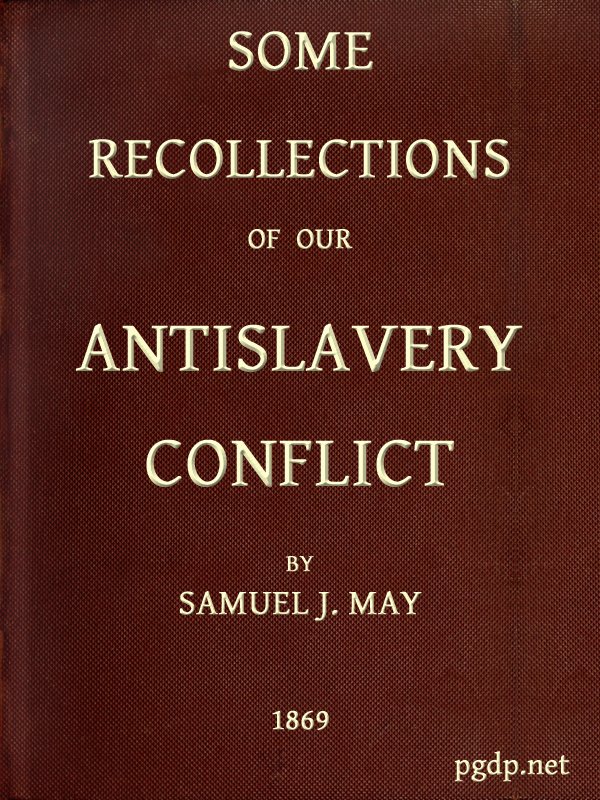 SOME
RECOLLECTIONS
OF OUR
ANTISLAVERY
CONFLICT
BY
SAMUEL J. MAY
1869
pgdp.net